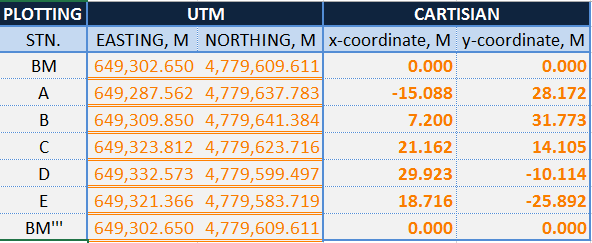 PLOTTING UTM CARTISIAN
STN. EASTING, M NORTHING, M x-coordinate, M y-coordinate, M
BM 649,302.650 4,779,609.611 0.000 0.000
A 649,287.562 4,779,637.783 -15.088 28.172
B 649,309.850 4,779,641.384 7.200 31.773
C 649,323.812 4,779,623.716 21.162 14.105
D 649,332.573 4,779,599.497 29.923 -10.114
E 649,321.366 4,779,583.719 18.716 -25.892
BM''' 649,302.650 4,779,609.611 0.000 0.000